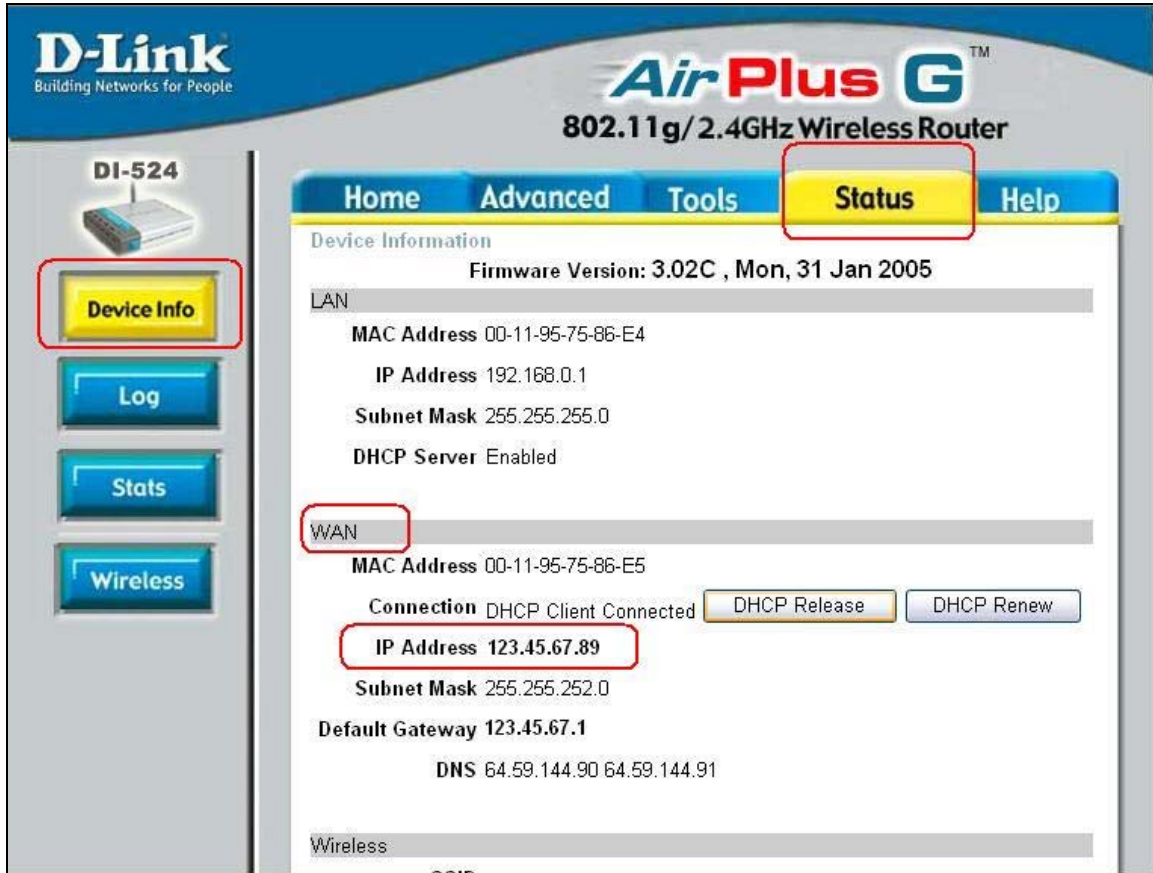 D-Link
Building Networks for People
AirPlus G™
802.11g/2.4GHz Wireless Router
DI-524
Home Advanced Tools Status Help
Device Info
Log
Stats
Wireless
Device Information
Firmware Version: 3.02C , Mon, 31 Jan 2005
LAN
MAC Address 00-11-95-75-86-E4
IP Address 192.168.0.1
Subnet Mask 255.255.255.0
DHCP Server Enabled
WAN
MAC Address 00-11-95-75-86-E5
Connection DHCP Client Connected DHCP Release DHCP Renew
IP Address 123.45.67.89
Subnet Mask 255.255.252.0
Default Gateway 123.45.67.1
DNS 64.59.144.90 64.59.144.91
Wireless